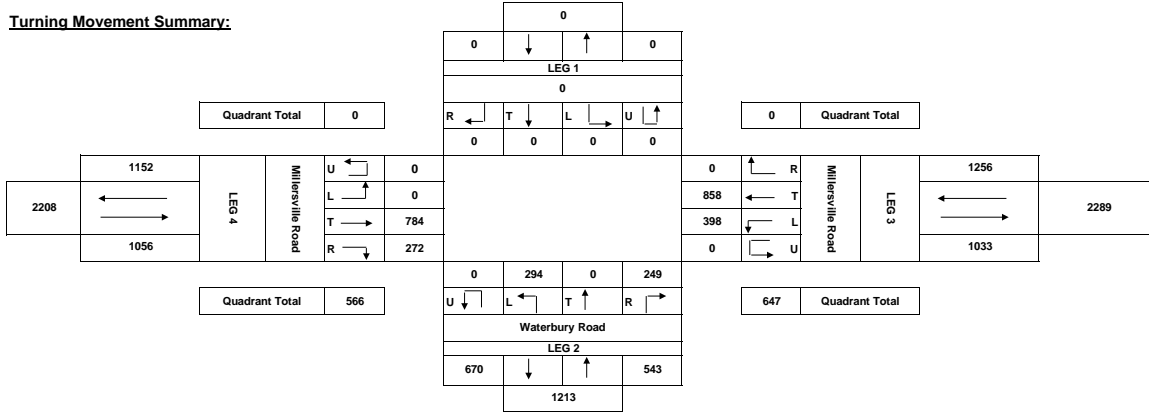 Turning Movement Summary:
0
0 0
LEG 1
0
Quadrant Total 0
R T L U
0 Quadrant Total
0 0 0 0
1152
U 0
0 R
1256
2208
LEG 4
Millersville Road
L 0
858 T
Millersville Road
LEG 3
2289
T 784
398 L
1056
R 272
0 U
1033
0 294 0 249
Quadrant Total 566
U L T R
647 Quadrant Total
Waterbury Road
LEG 2
670 543
1213